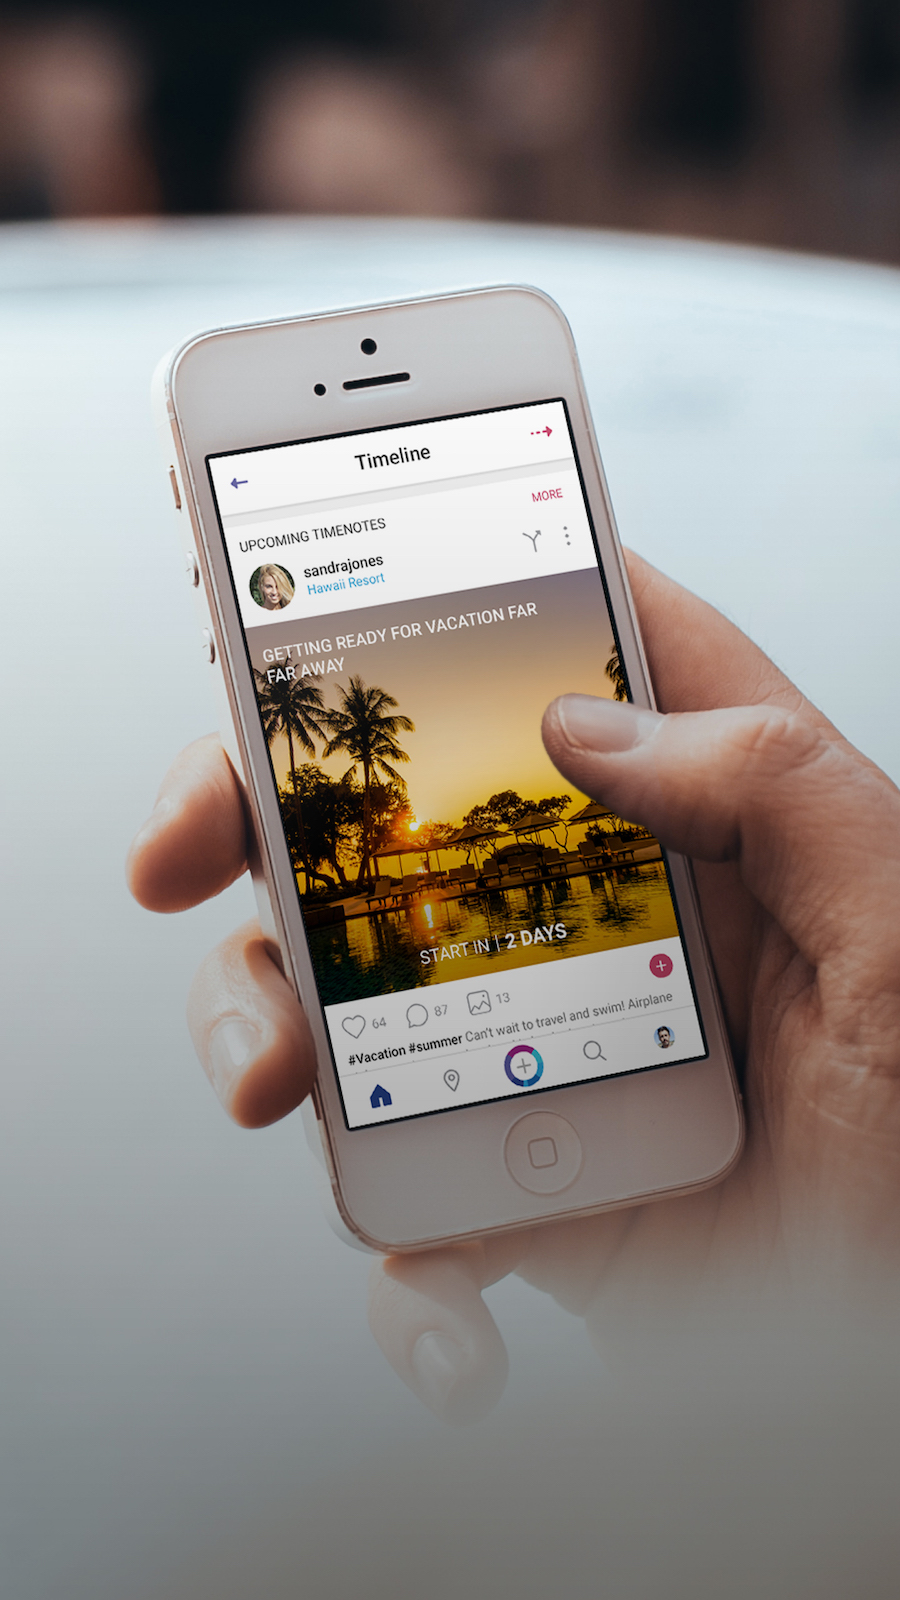 Timeline
UPCOMING TIMENOTES
MORE
sandrajones
Hawaii Resort
GETTING READY FOR VACATION FAR
FAR AWAY
START IN | 2 DAYS
64
87
13
#Vacation #summer Can't wait to travel and swim! Airplane